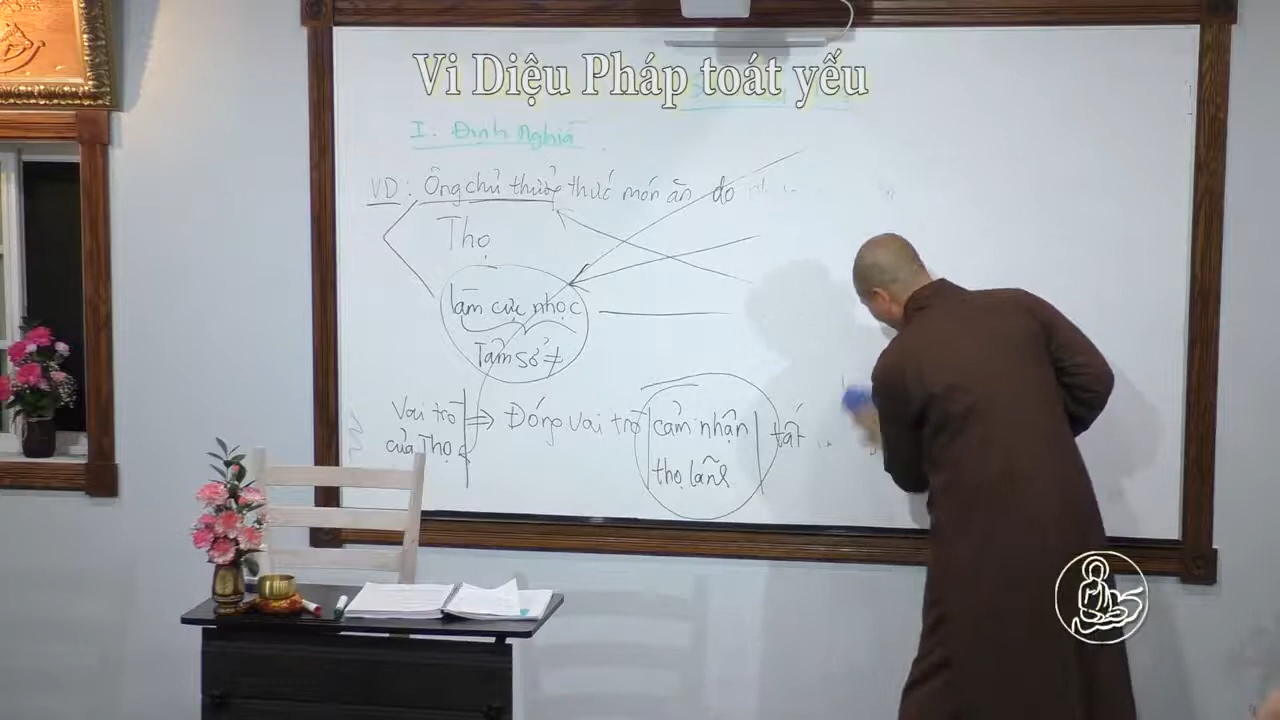 Vi Diệu Pháp toát yếu
I. Định Nghĩa
VD: Ông chủ thưởng thức món ăn do
Thọ
làm cực nhọc
Tâm sở ≠
Vai trò của Thọ
⇒ Đóng vai trò cảm nhận tất
thọ lãnh